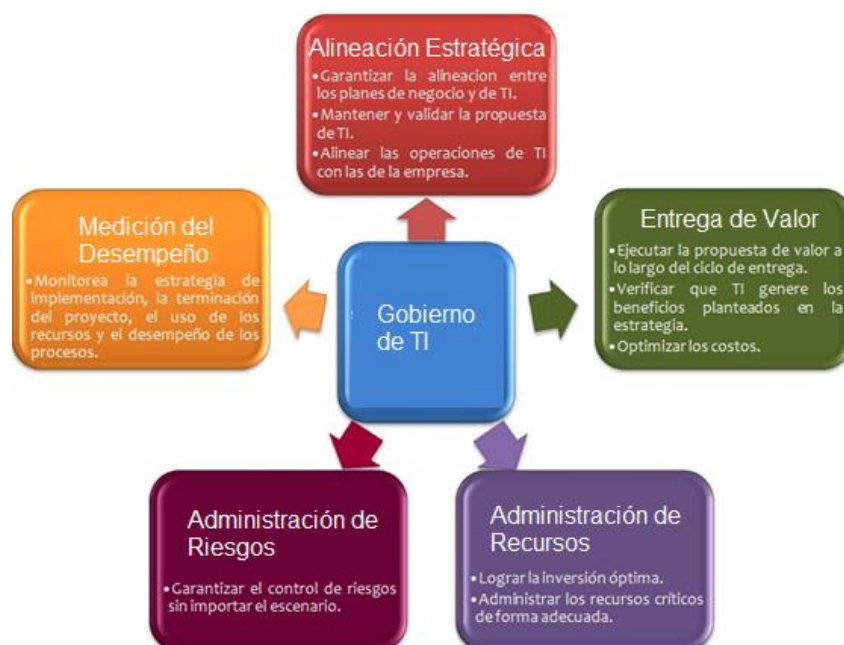 Alineación Estratégica
•Garantizar la alineacion entre
los planes de negocio y de TI.
•Mantener y validar la propuesta
de TI.
•Alinear las operaciones de TI
con las de la empresa.
Medición del
Desempeño
•Monitorea la estrategia de
implementación, la terminación
del proyecto, el uso de los
recursos y el desempeño de los
procesos.
Gobierno
de TI
Entrega de Valor
•Ejecutar la propuesta de valor a
lo largo del ciclo de entrega.
•Verificar que TI genere los
beneficios planteados en la
estrategia.
•Optimizar los costos.
Administración de
Riesgos
•Garantizar el control de riesgos
sin importar el escenario.
Administración de
Recursos
•Lograr la inversión óptima.
•Administrar los recursos críticos
de forma adecuada.